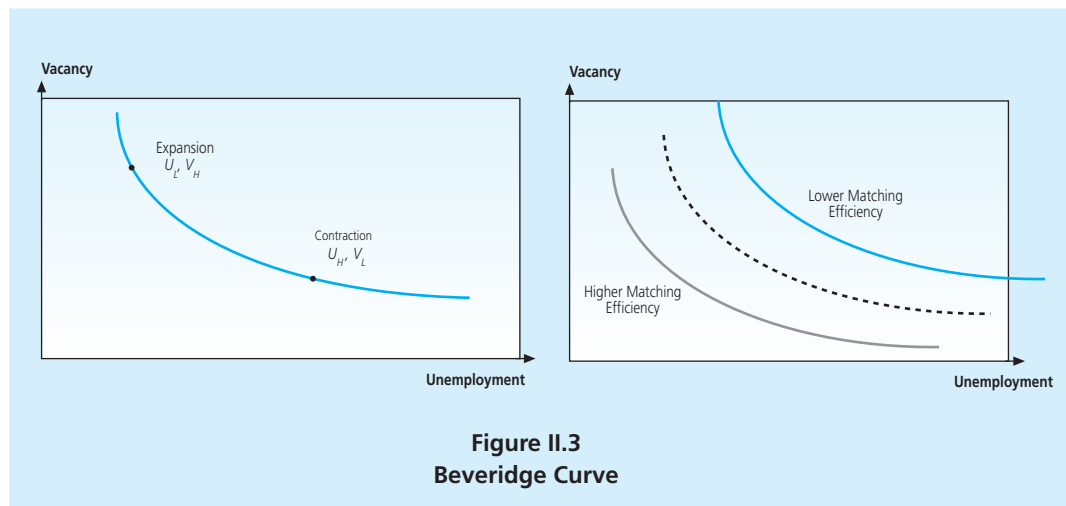 Vacancy
Expansion
U_L, V_H
Contraction
U_H, V_L
Unemployment
Vacancy
Lower Matching
Efficiency
Higher Matching
Efficiency
Unemployment
Figure II.3
Beveridge Curve